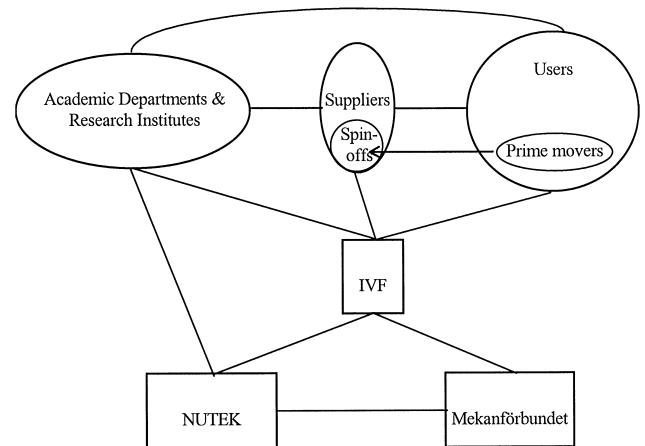 Users
Academic Departments &
Research Institutes
Suppliers
Spin-
offs
Prime movers
IVF
NUTEK
Mekanförbundet